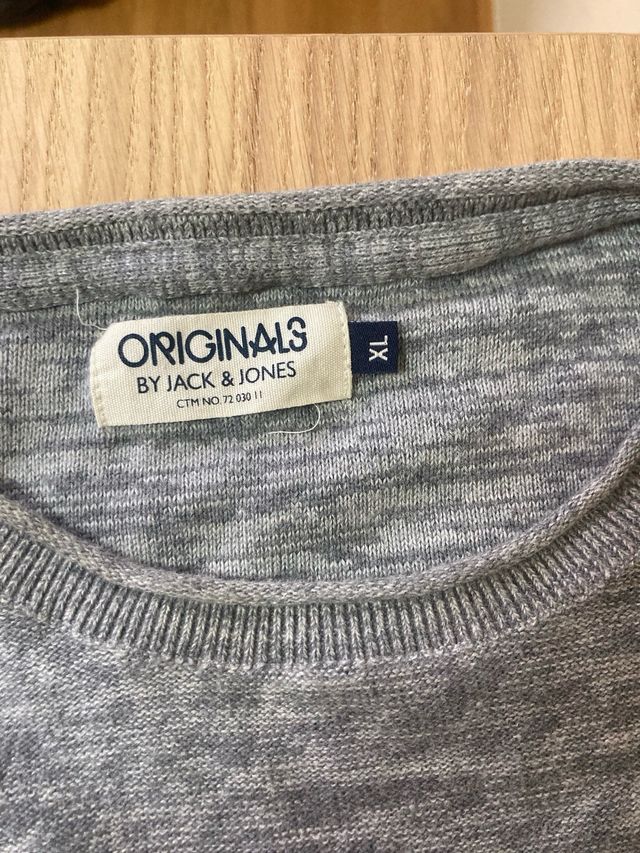 ORIGINALS
BY JACK & JONES
CTM NO. 72 030 11
XL